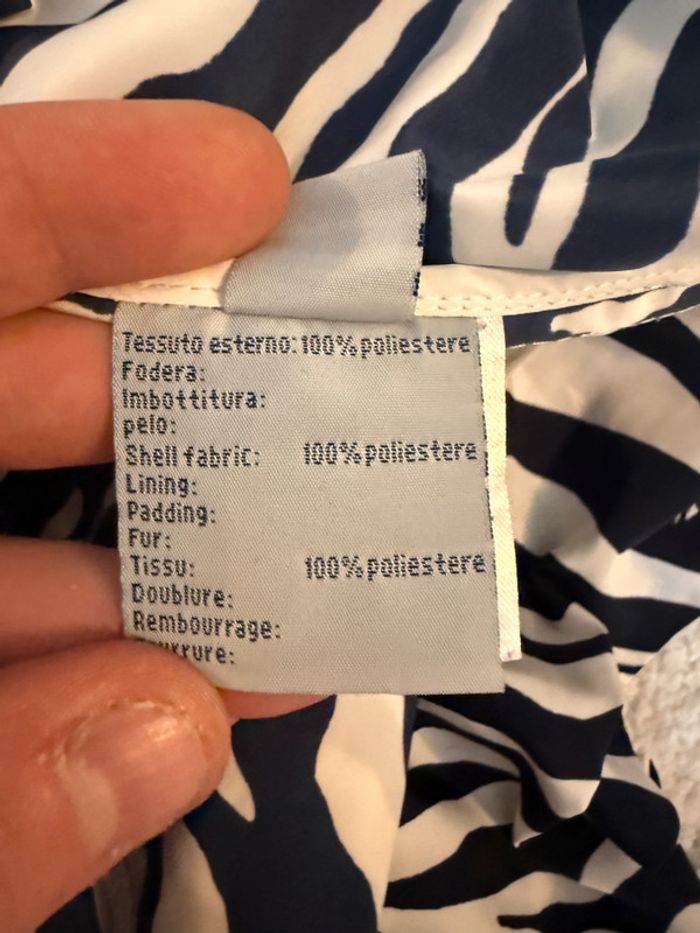 Tessuto esterno: 100% poliestere
Fodera:
Imbottitura:
pelo:
Shell fabric: 100% poliestere
Lining:
Padding:
Fur:
Tissu: 100% poliestere
Doublure:
Rembourrage: